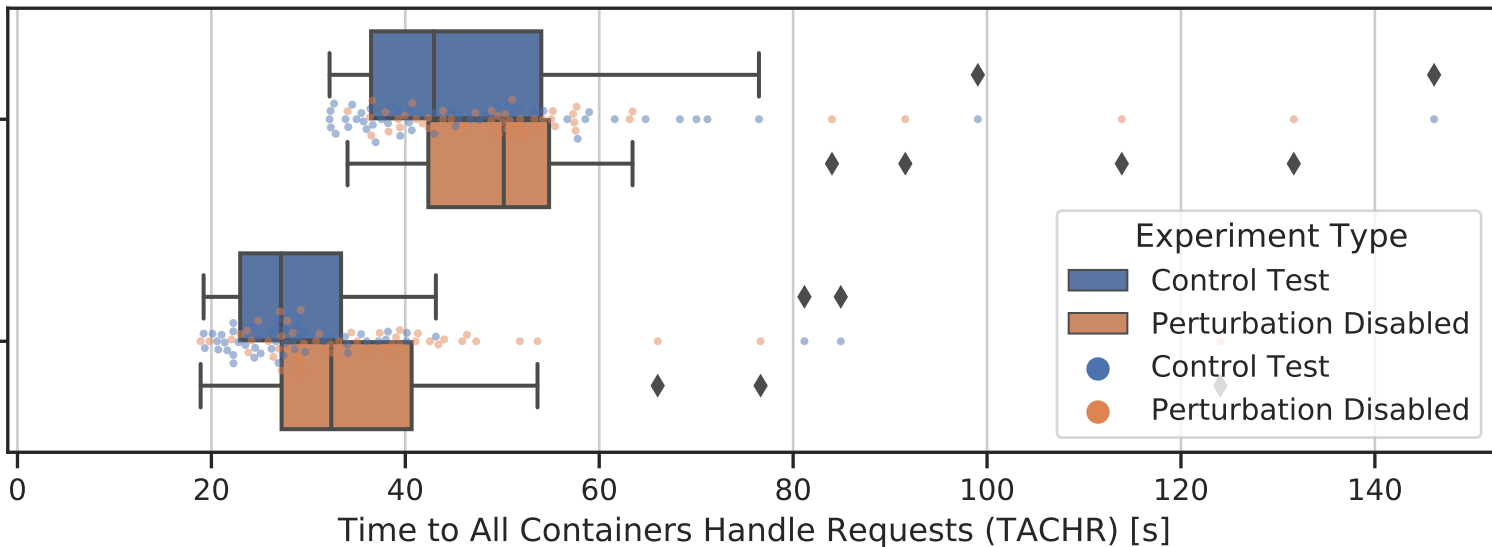 Experiment Type
Control Test
Perturbation Disabled
Control Test
Perturbation Disabled
0 20 40 60 80 100 120 140
Time to All Containers Handle Requests (TACHR) [s]